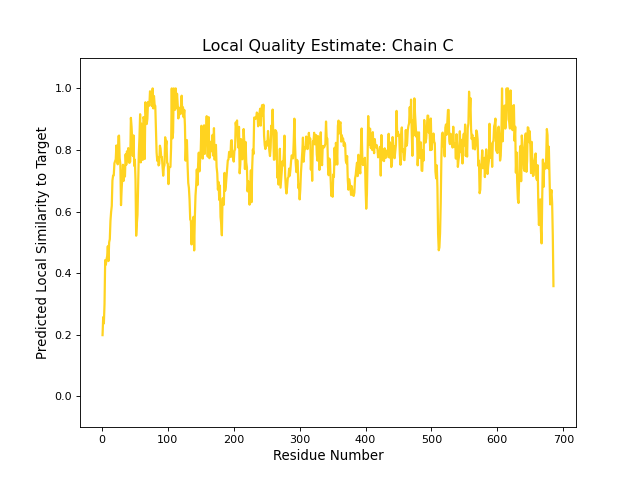 Local Quality Estimate: Chain C
Predicted Local Similarity to Target
1.0
0.8
0.6
0.4
0.2
0.0
0 100 200 300 400 500 600 700
Residue Number